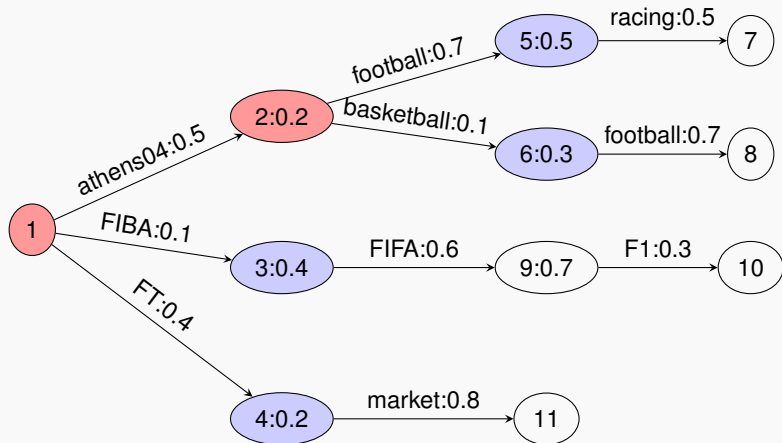 racing:0.5
5:0.5
7
football:0.7
2:0.2
basketball:0.1
athens04:0.5
6:0.3
football:0.7
8
1
FIBA:0.1
3:0.4
FIFA:0.6
9:0.7
F1:0.3
10
FT:0.4
4:0.2
market:0.8
11